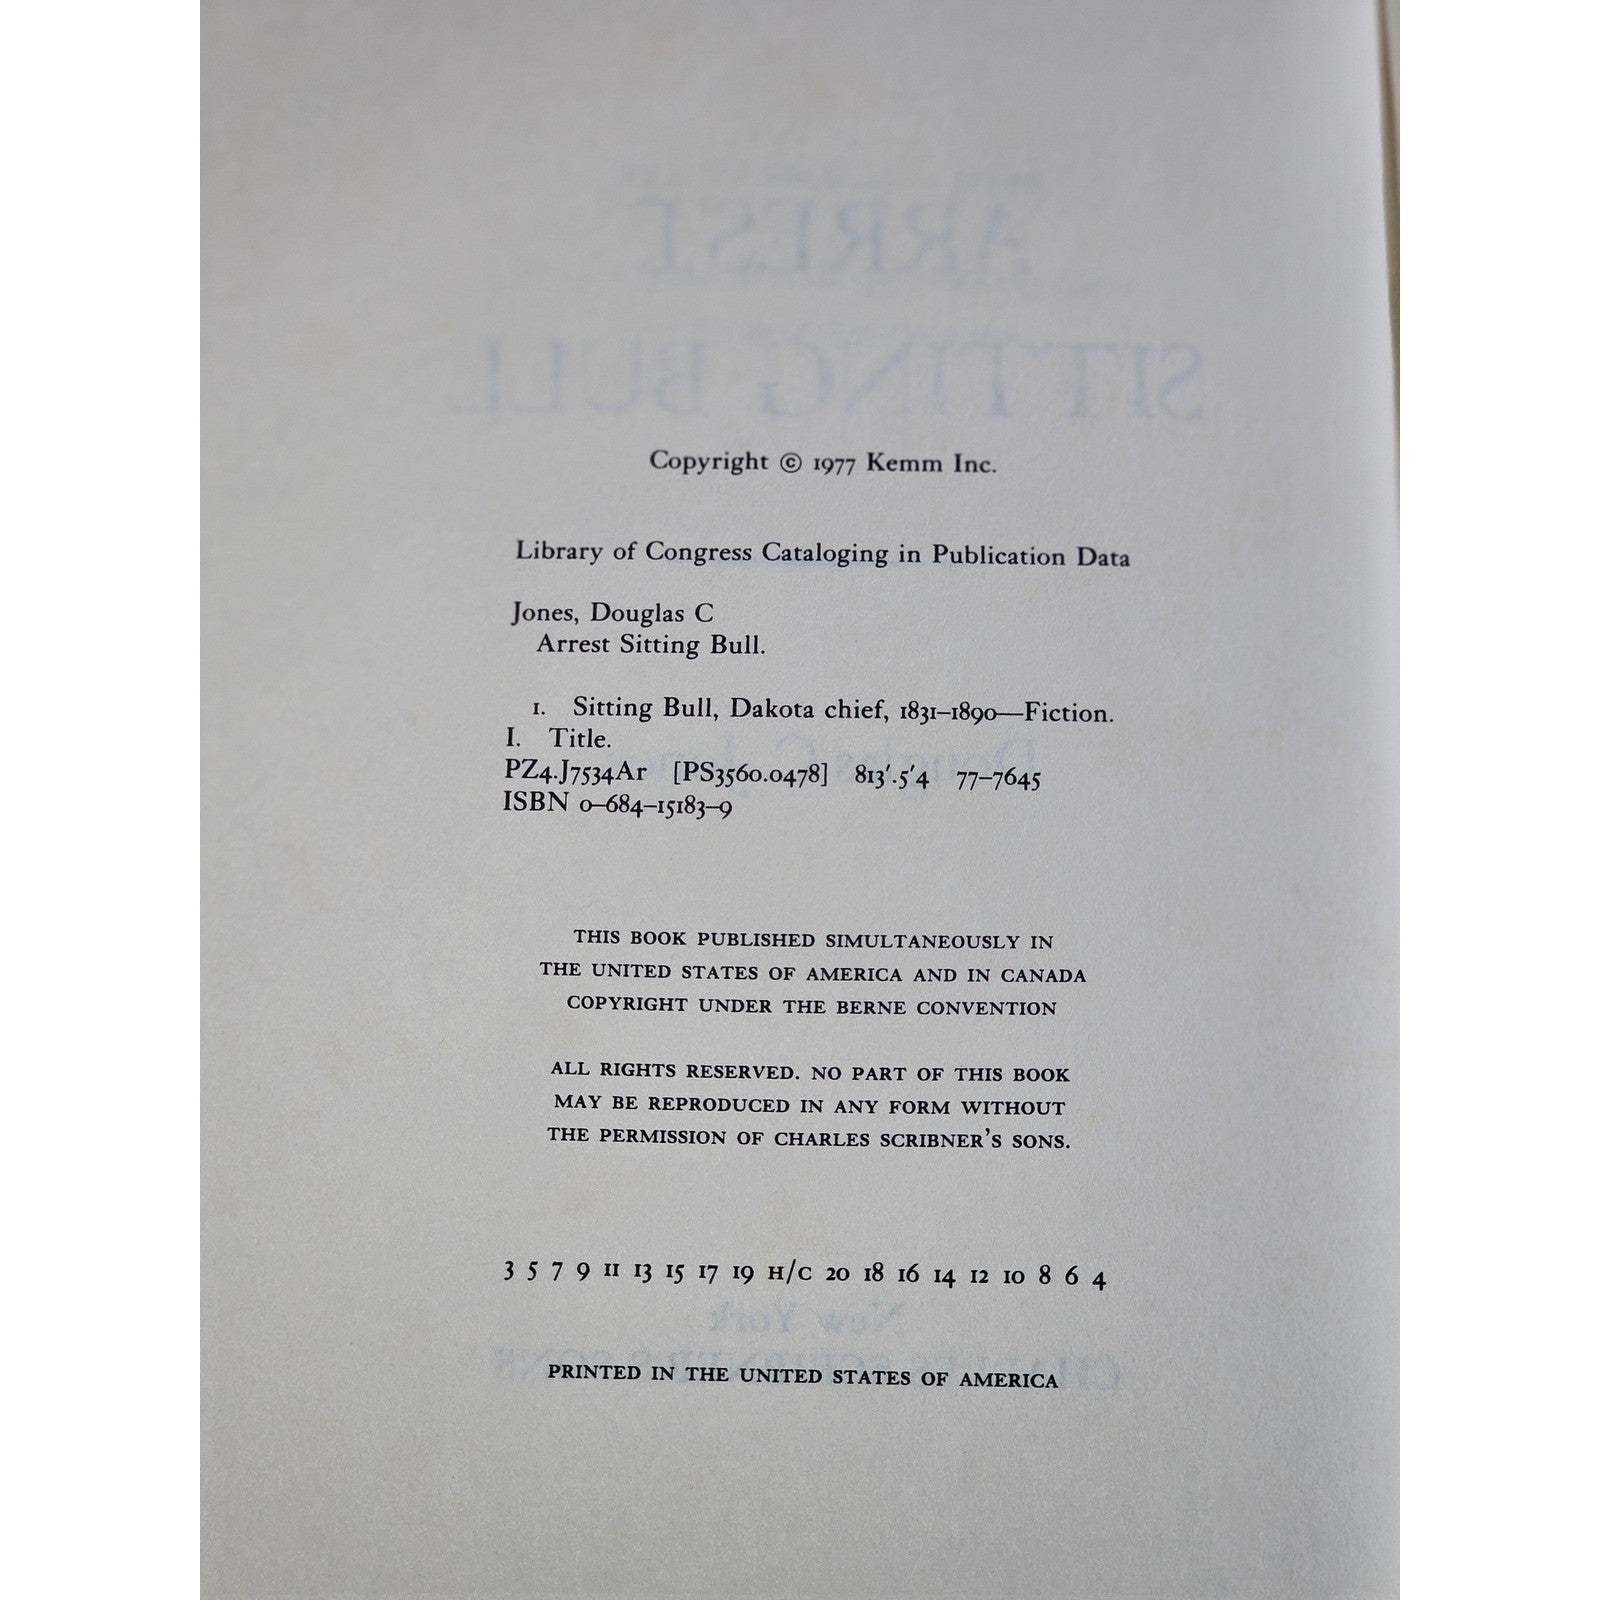 Copyright © 1977 Kemm Inc.
Library of Congress Cataloging in Publication Data
Jones, Douglas C
Arrest Sitting Bull.
1. Sitting Bull, Dakota chief, 1831–1890—Fiction.
I. Title.
PZ4.J7534Ar [PS3560.0478] 813'.5'4 77–7645
ISBN 0–684–15183–9
THIS BOOK PUBLISHED SIMULTANEOUSLY IN
THE UNITED STATES OF AMERICA AND IN CANADA
COPYRIGHT UNDER THE BERNE CONVENTION
ALL RIGHTS RESERVED. NO PART OF THIS BOOK
MAY BE REPRODUCED IN ANY FORM WITHOUT
THE PERMISSION OF CHARLES SCRIBNER'S SONS.
3 5 7 9 11 13 15 17 19 H/C 20 18 16 14 12 10 8 6 4
PRINTED IN THE UNITED STATES OF AMERICA